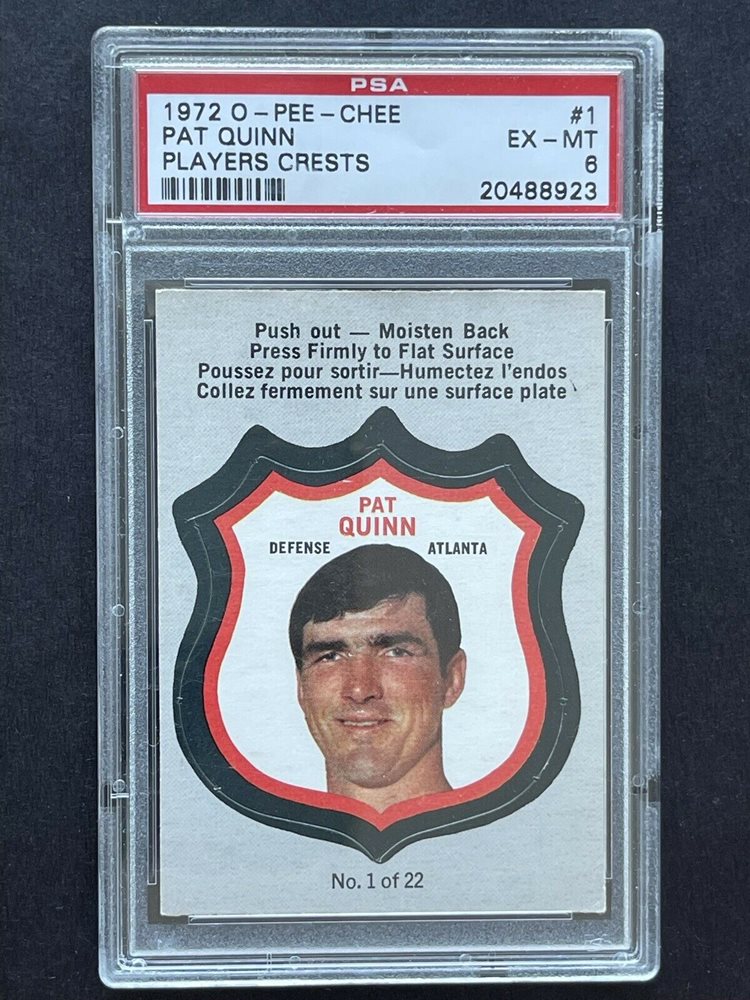 PSA
1972 O-PEE-CHEE #1
PAT QUINN EX-MT
PLAYERS CRESTS 6
20488923
Push out — Moisten Back
Press Firmly to Flat Surface
Poussez pour sortir—Humectez l'endos
Collez fermement sur une surface plate
PAT
QUINN
DEFENSE ATLANTA
No. 1 of 22